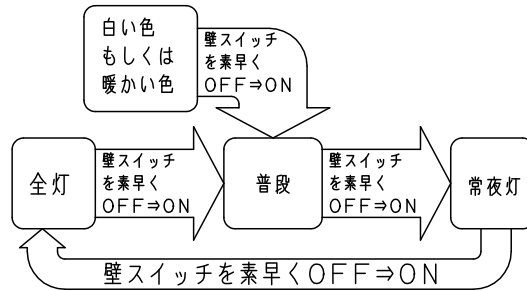 白い色
もしくは
暖かい色
壁スイッチ
を素早く
OFF⇒ON
全灯
壁スイッチ
を素早く
OFF⇒ON
普段
壁スイッチ
を素早く
OFF⇒ON
常夜灯
壁スイッチを素早くOFF⇒ON